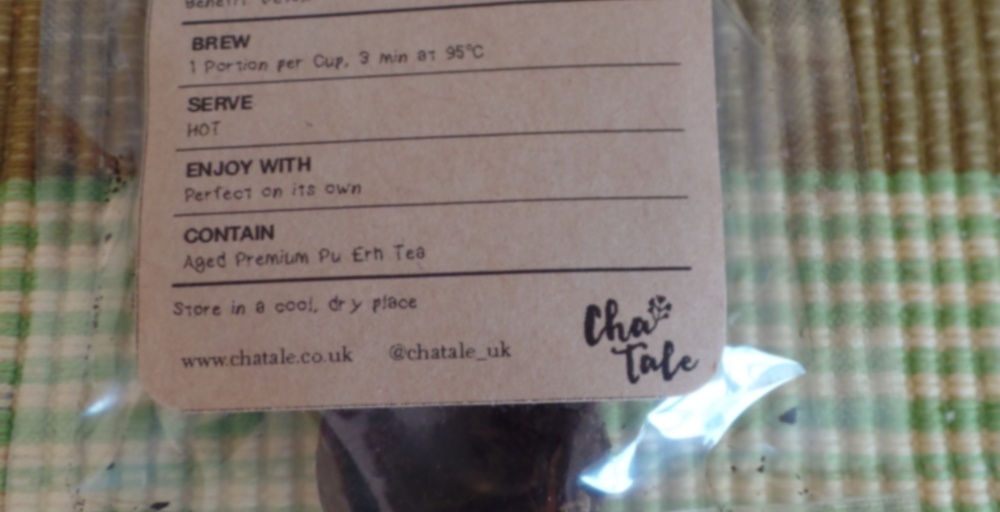 BREW
1 Portion per Cup, 3 min at 95°C
SERVE
HOT
ENJOY WITH
Perfect on its own
CONTAIN
Aged Premium Pu Erh Tea
Store in a cool, dry place
www.chatale.co.uk @chatale_uk
Cha
Tale